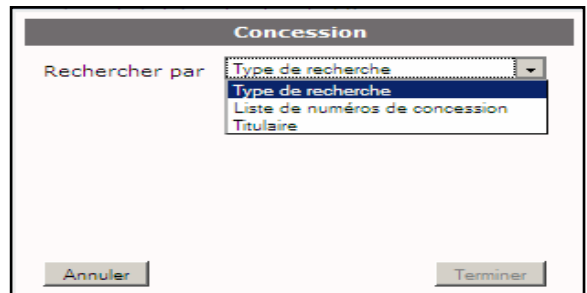 Concession
Rechercher par Type de recherche
Type de recherche
Liste de numéros de concession
Titulaire
Annuler Terminer